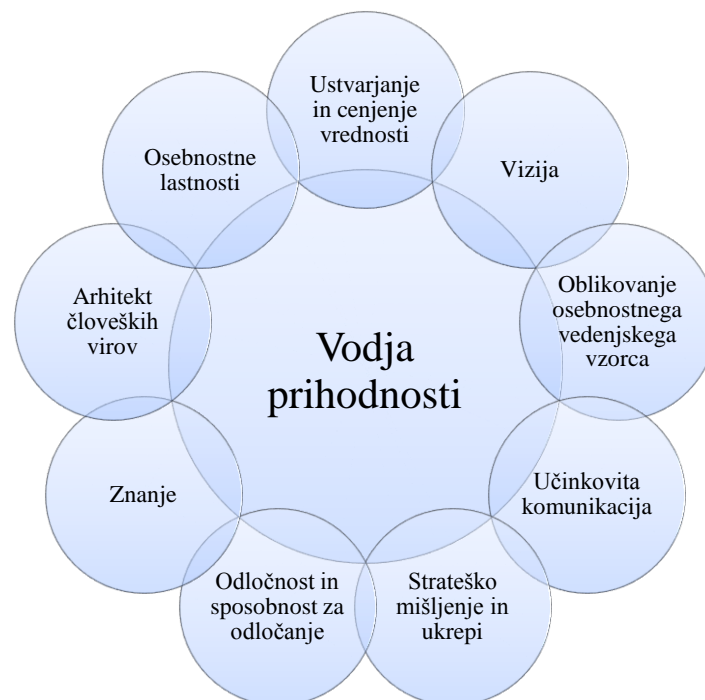 Ustvarjanje
in cenjenje
vrednosti
Vizija
Oblikovanje
osebnostnega
vedenjskega
vzorca
Učinkovita
komunikacija
Strateško
mišljenje in
ukrepi
Odločnost in
sposobnost za
odločanje
Znanje
Arhitekt
človeških
virov
Osebnostne
lastnosti
Vodja
prihodnosti